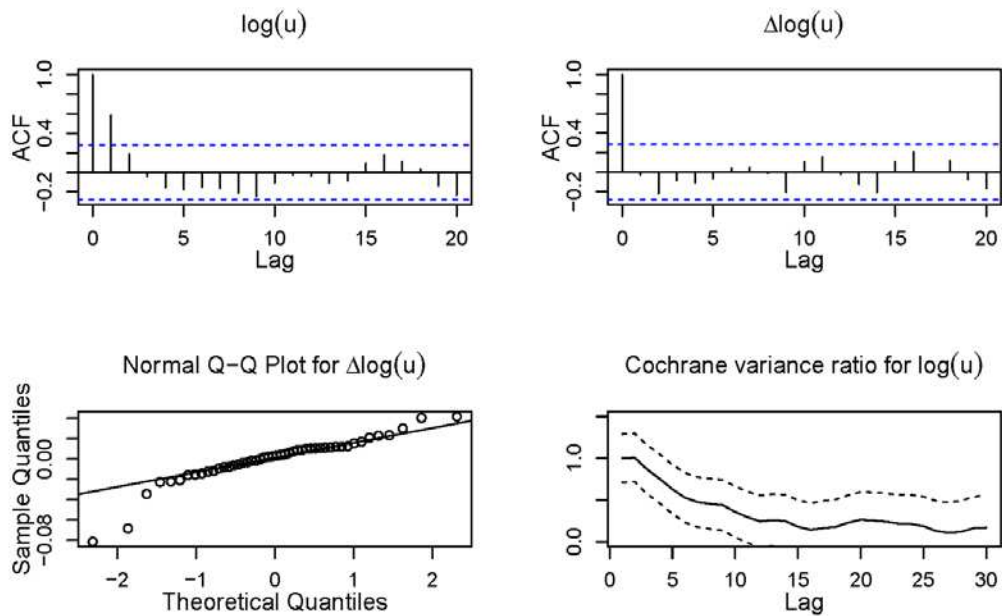 log(u)
ACF
1.0
0.4
−0.2
0 5 10 15 20
Lag
Δlog(u)
ACF
1.0
0.4
−0.2
0 5 10 15 20
Lag
Normal Q−Q Plot for Δlog(u)
Sample Quantiles
0.00
−0.08
−2 −1 0 1 2
Theoretical Quantiles
Cochrane variance ratio for log(u)
1.0
0.0
0 5 10 15 20 25 30
Lag